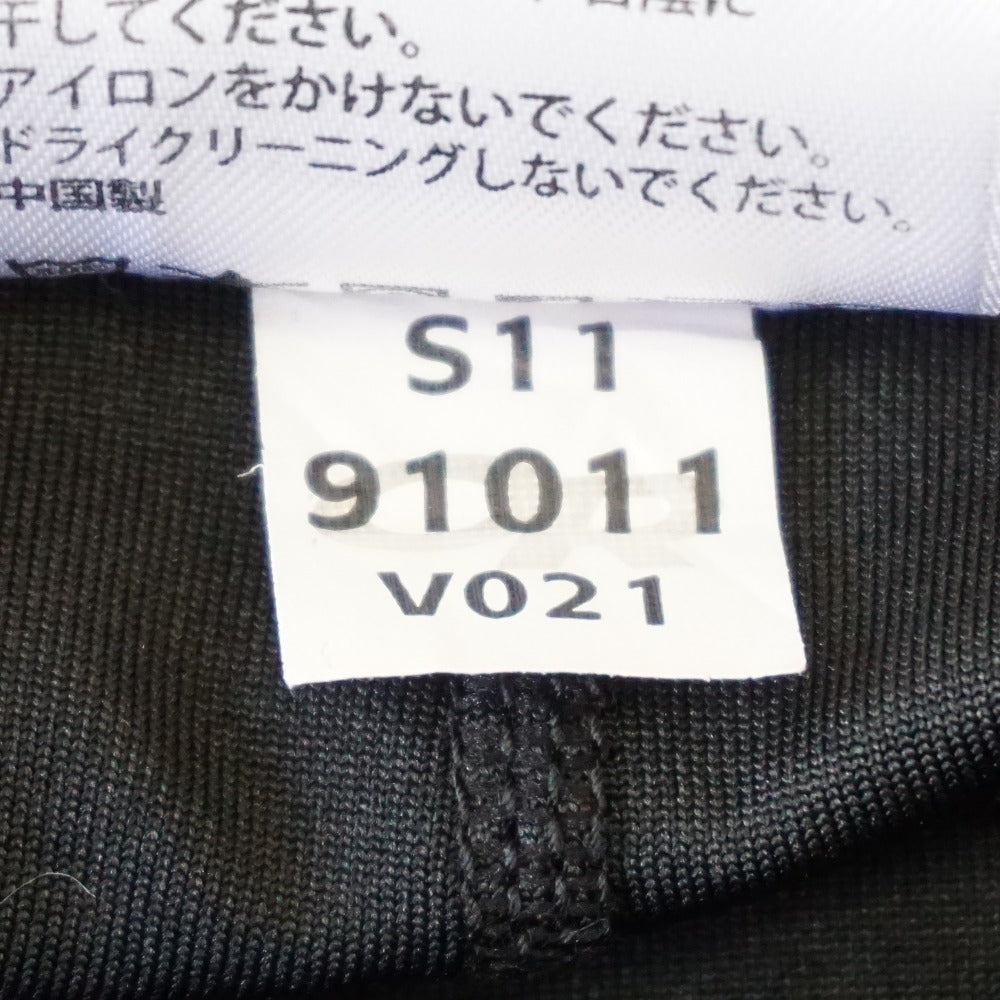 干してください。
アイロンをかけないでください。
ドライクリーニングしないでください。
中国製
S11
91011
V021